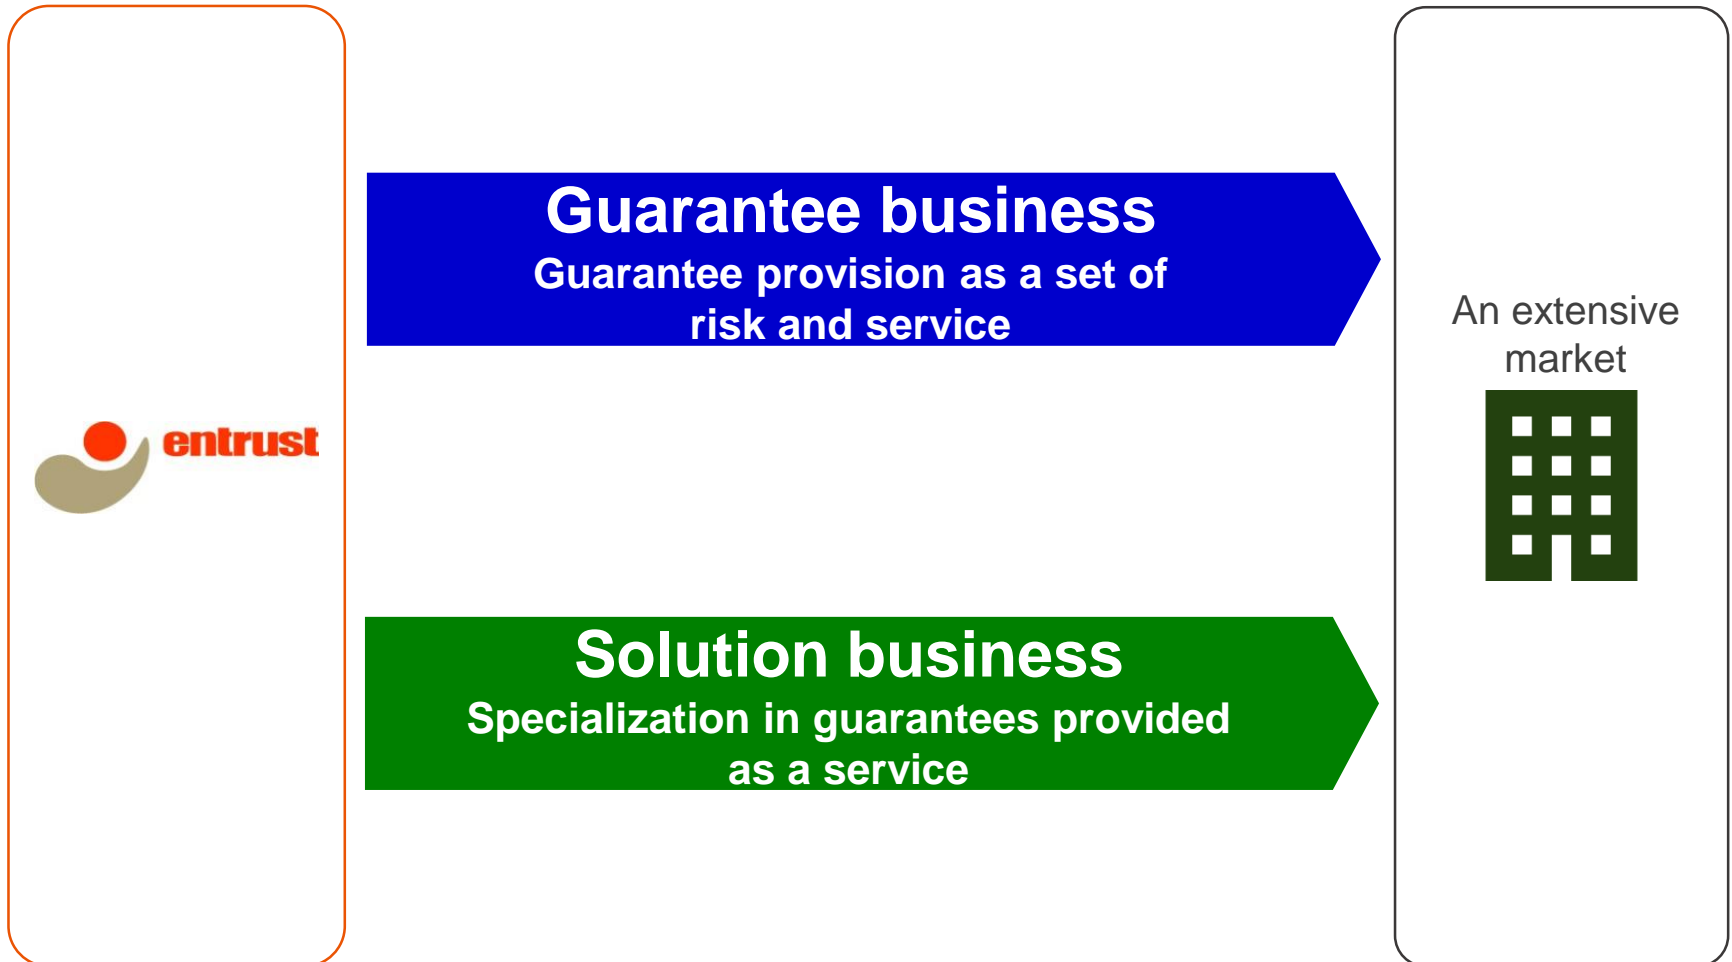 entrust
Guarantee business
Guarantee provision as a set of
risk and service
Solution business
Specialization in guarantees provided
as a service
An extensive
market